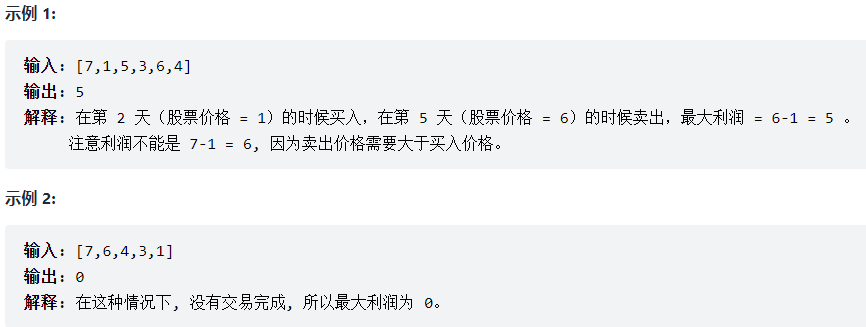 示例 1:
输入: [7,1,5,3,6,4]
输出: 5
解释: 在第 2 天（股票价格 = 1）的时候买入，在第 5 天（股票价格 = 6）的时候卖出，最大利润 = 6-1 = 5 。
注意利润不能是 7-1 = 6, 因为卖出价格需要大于买入价格。
示例 2:
输入: [7,6,4,3,1]
输出: 0
解释: 在这种情况下, 没有交易完成, 所以最大利润为 0。